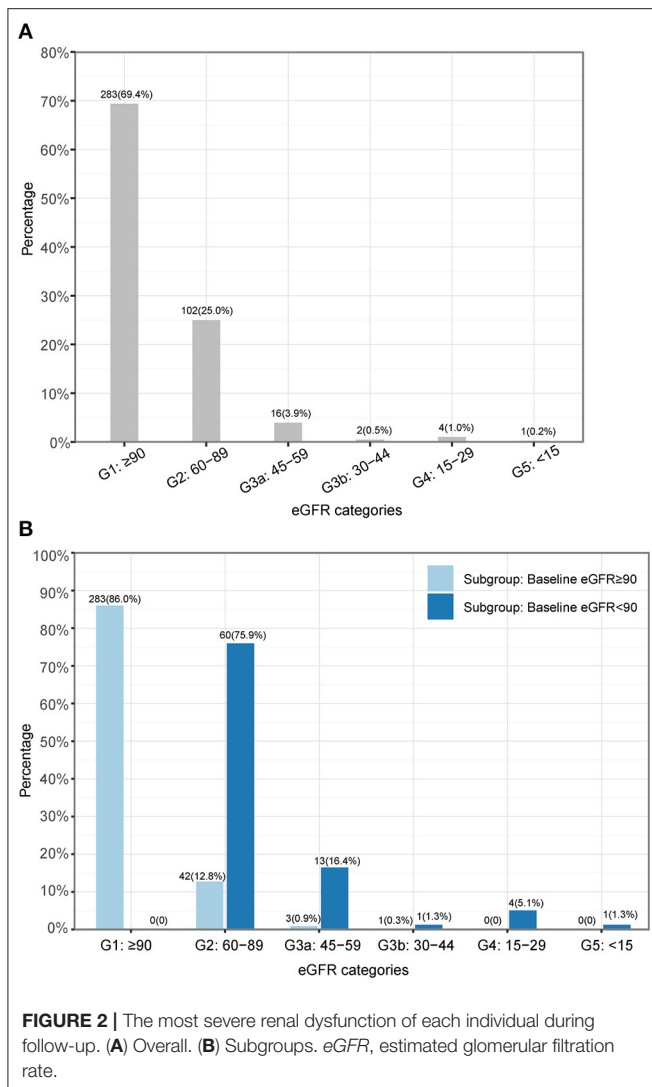 A
80%
70%
60%
50%
40%
30%
20%
10%
0%
Percentage
283(69.4%)
102(25.0%)
16(3.9%)
2(0.5%)
4(1.0%)
1(0.2%)
G1: ≥90
G2: 60−89
G3a: 45−59
G3b: 30−44
G4: 15−29
G5: <15
eGFR categories
B
100%
90%
80%
70%
60%
50%
40%
30%
20%
10%
0%
Percentage
Subgroup: Baseline eGFR≥90
Subgroup: Baseline eGFR<90
283(86.0%)
0(0)
42(12.8%)
60(75.9%)
3(0.9%)
13(16.4%)
1(0.3%)
1(1.3%)
0(0)
4(5.1%)
0(0)
1(1.3%)
G1: ≥90
G2: 60−89
G3a: 45−59
G3b: 30−44
G4: 15−29
G5: <15
eGFR categories
FIGURE 2 | The most severe renal dysfunction of each individual during
follow-up. (A) Overall. (B) Subgroups. eGFR, estimated glomerular filtration
rate.